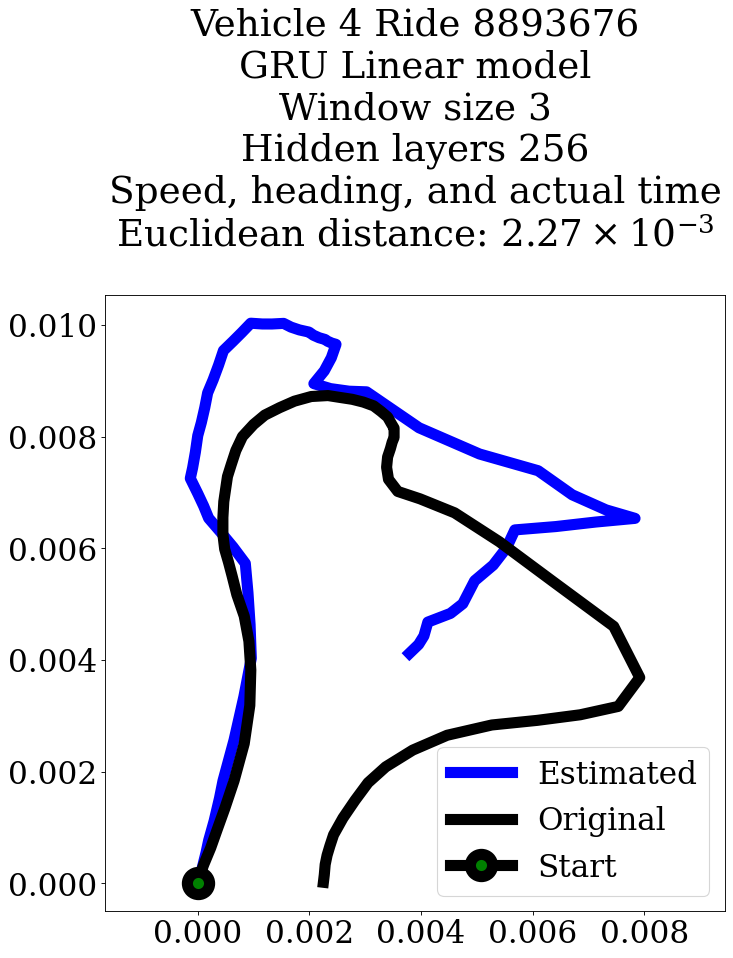 Vehicle 4 Ride 8893676
GRU Linear model
Window size 3
Hidden layers 256
Speed, heading, and actual time
Euclidean distance: 2.27 × 10⁻³
0.010
0.008
0.006
0.004
0.002
0.000
Estimated
Original
Start
0.000 0.002 0.004 0.006 0.008